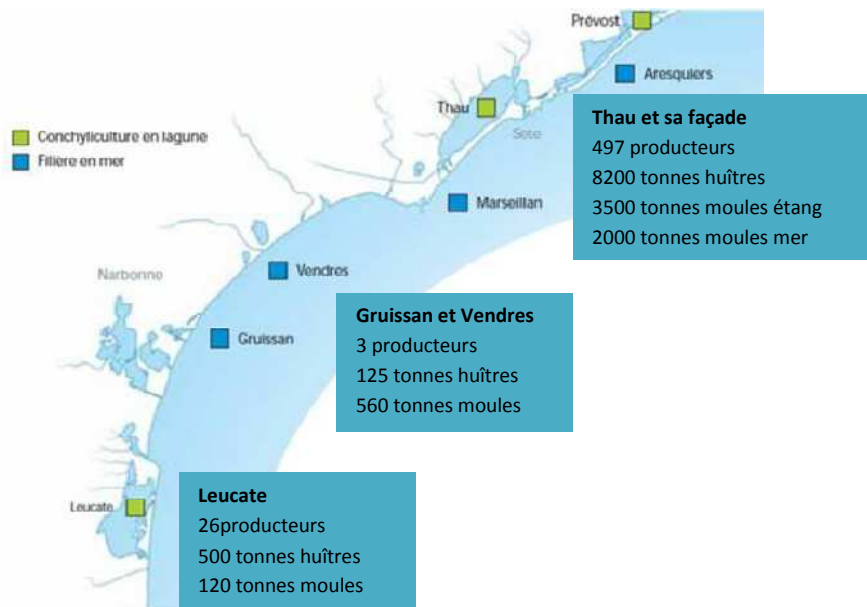 Prévost
Aresquiers
Thau
Sete
Conchyliculture en lagune
Filière en mer
Marseillan
Thau et sa façade
497 producteurs
8200 tonnes huîtres
3500 tonnes moules étang
2000 tonnes moules mer
Narbonne
Vendres
Gruissan
Gruissan et Vendres
3 producteurs
125 tonnes huîtres
560 tonnes moules
Leucate
Leucate
26producteurs
500 tonnes huîtres
120 tonnes moules